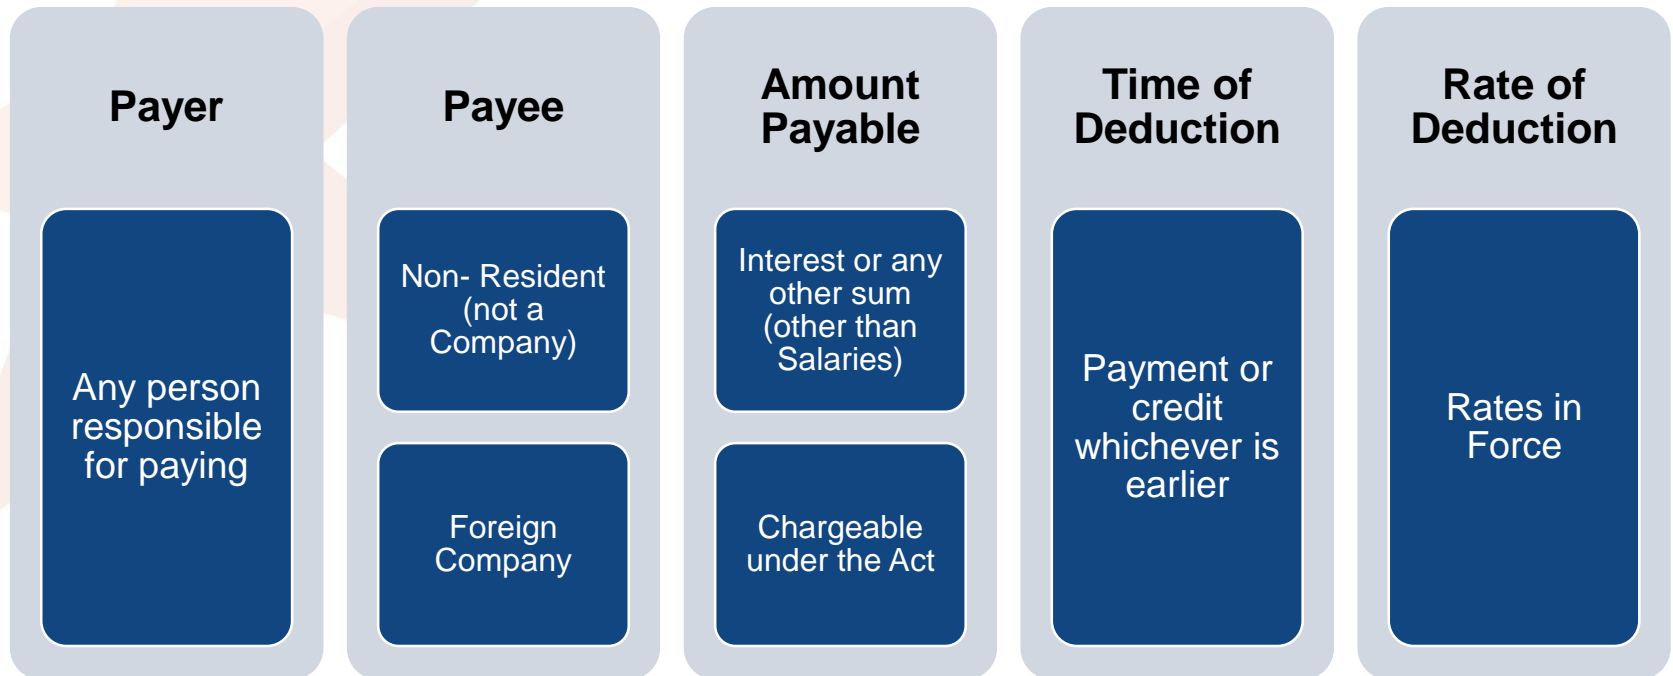 Payer
Any person
responsible
for paying
Payee
Non- Resident
(not a
Company)
Foreign
Company
Amount
Payable
Interest or any
other sum
(other than
Salaries)
Chargeable
under the Act
Time of
Deduction
Payment or
credit
whichever is
earlier
Rate of
Deduction
Rates in
Force